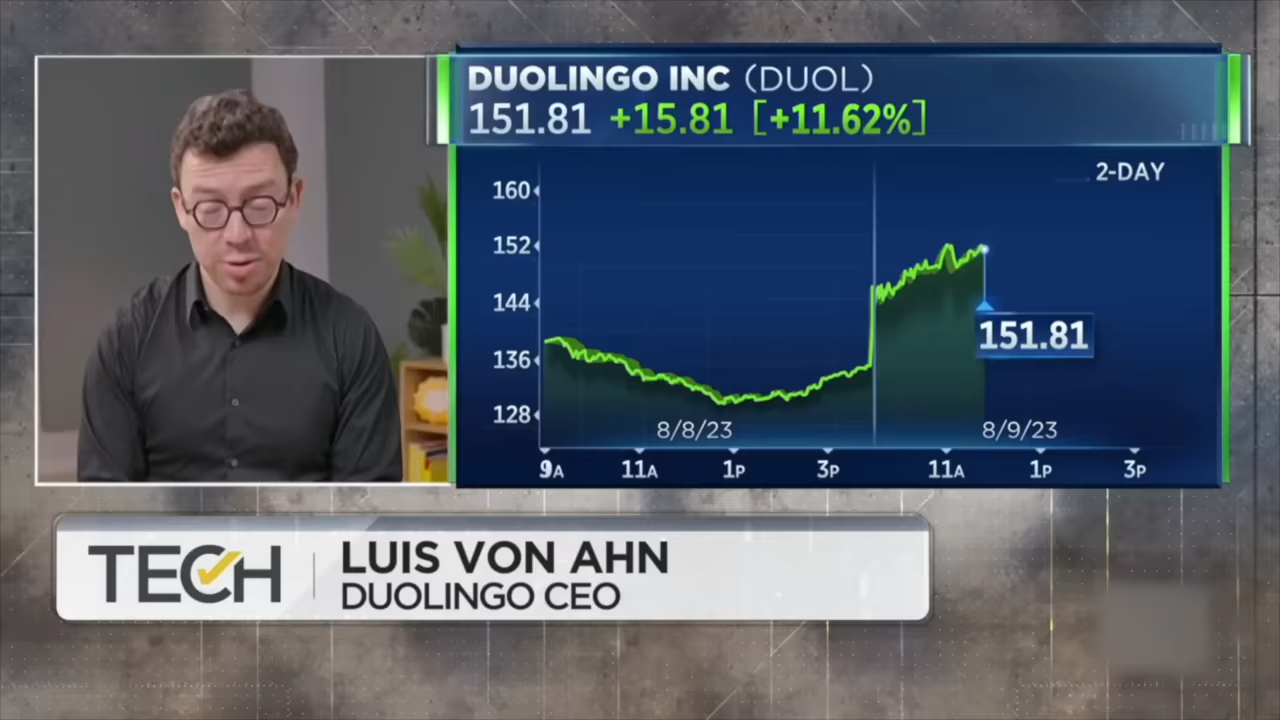 DUOLINGO INC (DUOL)
151.81 +15.81 [+11.62%]
2-DAY
160
152
144
136
128
151.81
8/8/23
8/9/23
9A 11A 1P 3P 11A 1P 3P
TECH
LUIS VON AHN
DUOLINGO CEO